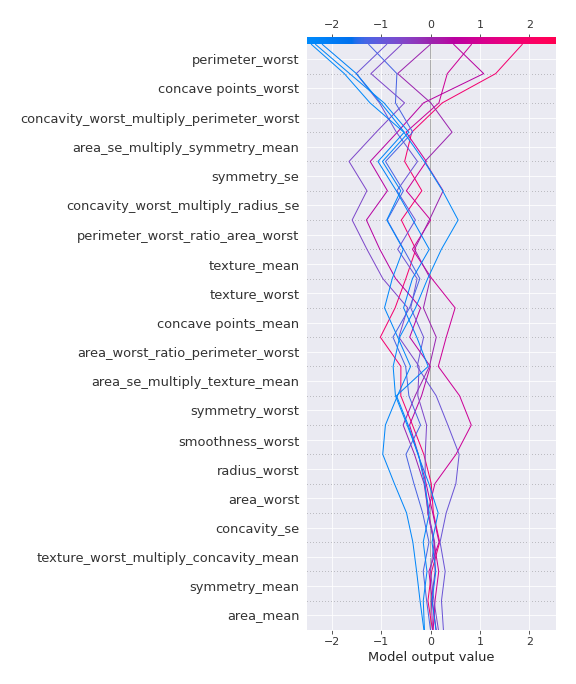 −2 −1 0 1 2
perimeter_worst
concave points_worst
concavity_worst_multiply_perimeter_worst
area_se_multiply_symmetry_mean
symmetry_se
concavity_worst_multiply_radius_se
perimeter_worst_ratio_area_worst
texture_mean
texture_worst
concave points_mean
area_worst_ratio_perimeter_worst
area_se_multiply_texture_mean
symmetry_worst
smoothness_worst
radius_worst
area_worst
concavity_se
texture_worst_multiply_concavity_mean
symmetry_mean
area_mean
−2 −1 0 1 2
Model output value